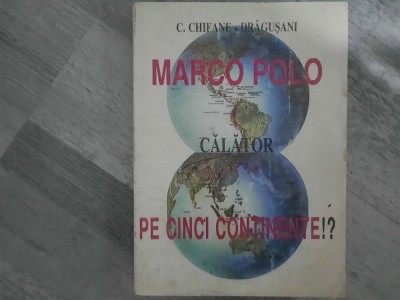 C. CHIFANE - DRĂGUȘANI
MARCO POLO
CĂLĂTOR
PE CINCI CONTINENTE!?